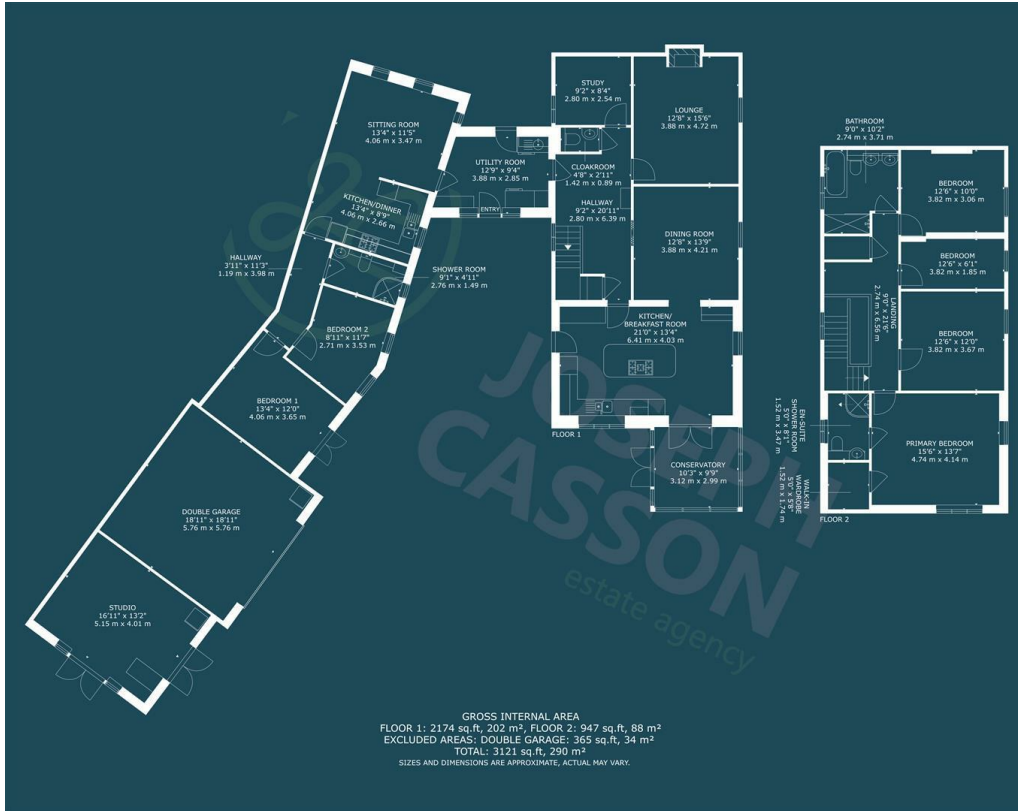 SITTING ROOM
13'4" x 11'5"
4.06 m x 3.47 m
UTILITY ROOM
12'9" x 9'4"
3.88 m x 2.85 m
ENTRY
KITCHEN/DINNER
13'4" x 8'9"
4.06 m x 2.66 m
HALLWAY
3'11" x 11'3"
1.19 m x 3.98 m
SHOWER ROOM
9'1" x 4'11"
2.76 m x 1.49 m
BEDROOM 2
8'11" x 11'7"
2.71 m x 3.53 m
BEDROOM 1
13'4" x 12'0"
4.06 m x 3.65 m
DOUBLE GARAGE
18'11" x 18'11"
5.76 m x 5.76 m
STUDIO
16'11" x 13'2"
5.15 m x 4.01 m
STUDY
9'2" x 8'4"
2.80 m x 2.54 m
LOUNGE
12'8" x 15'6"
3.88 m x 4.72 m
CLOAKROOM
4'8" x 2'11"
1.42 m x 0.89 m
HALLWAY
9'2" x 20'11"
2.80 m x 6.39 m
DINING ROOM
12'8" x 13'9"
3.88 m x 4.21 m
KITCHEN/
BREAKFAST ROOM
21'0" x 13'4"
6.41 m x 4.03 m
FLOOR 1
CONSERVATORY
10'3" x 9'9"
3.12 m x 2.99 m
BATHROOM
9'0" x 10'2"
2.74 m x 3.71 m
BEDROOM
12'6" x 10'0"
3.82 m x 3.06 m
BEDROOM
12'6" x 6'1"
3.82 m x 1.85 m
LANDING
9'0" x 21'6"
2.74 m x 6.56 m
BEDROOM
12'6" x 12'0"
3.82 m x 3.67 m
EN-SUITE
SHOWER ROOM
5'0" x 8'1"
1.52 m x 3.47 m
PRIMARY BEDROOM
15'6" x 13'7"
4.74 m x 4.14 m
WALK-IN
WARDROBE
5'0" x 5'8"
1.52 m x 1.74 m
FLOOR 2
JOSEPH
CASSON
estate agency
GROSS INTERNAL AREA
FLOOR 1: 2174 sq.ft, 202 m², FLOOR 2: 947 sq.ft, 88 m²
EXCLUDED AREAS: DOUBLE GARAGE: 365 sq.ft, 34 m²
TOTAL: 3121 sq.ft, 290 m²
SIZES AND DIMENSIONS ARE APPROXIMATE, ACTUAL MAY VARY.